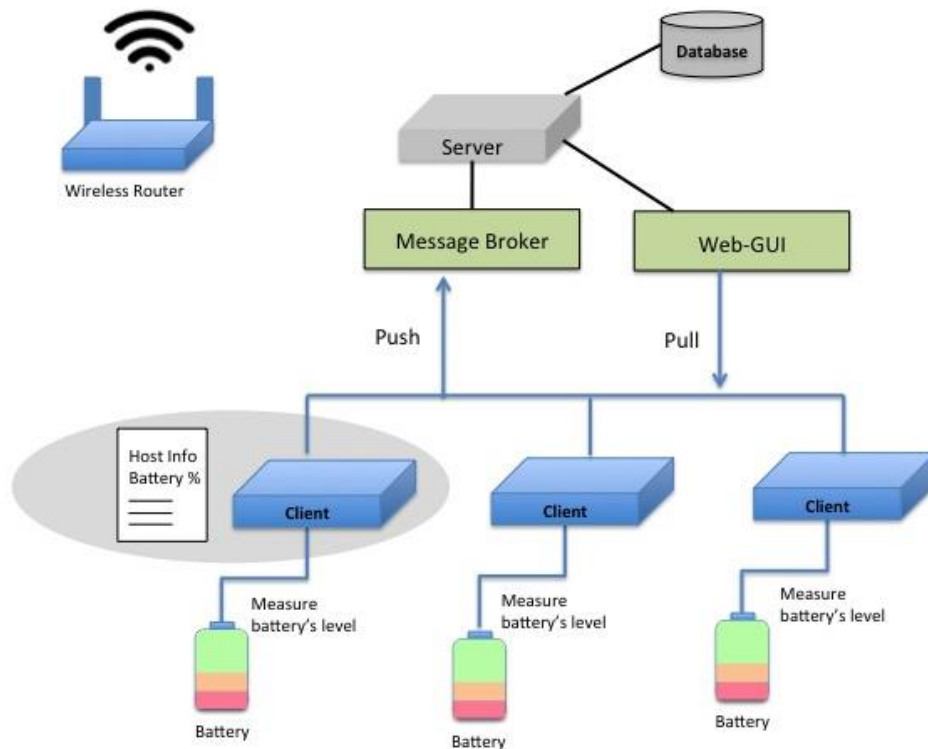 Database
Server
Wireless Router
Message Broker
Web-GUI
Push
Pull
Host Info
Battery %
Client
Client
Client
Measure
battery's level
Measure
battery's level
Measure
battery's level
Battery
Battery
Battery